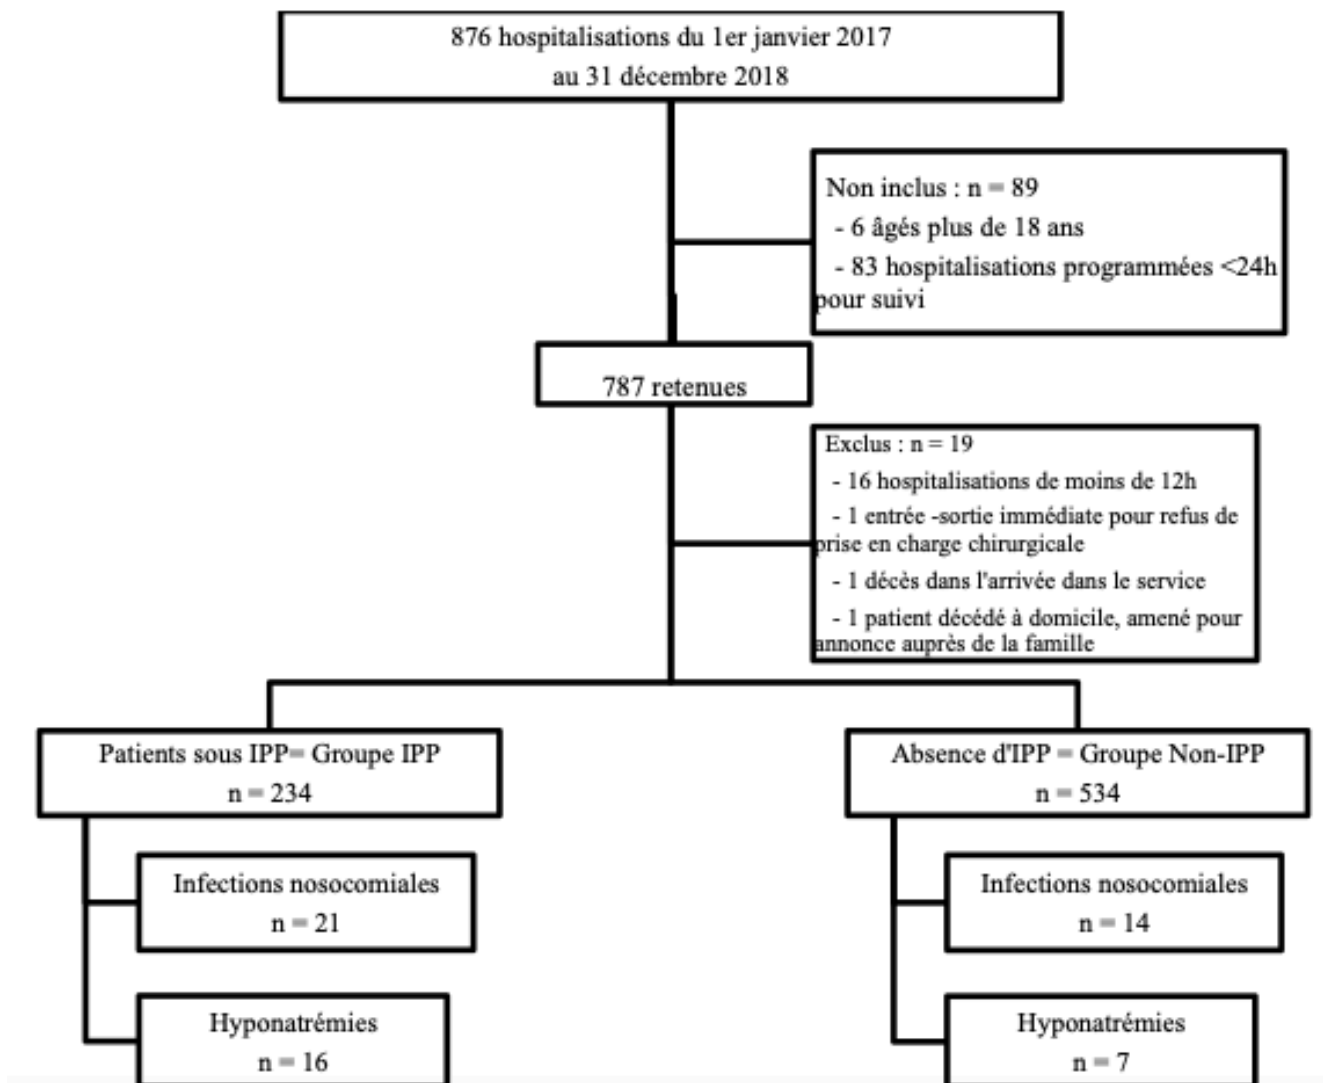 876 hospitalisations du 1er janvier 2017
au 31 décembre 2018
Non inclus : n = 89
- 6 âgés plus de 18 ans
- 83 hospitalisations programmées <24h
pour suivi
787 retenues
Exclus : n = 19
- 16 hospitalisations de moins de 12h
- 1 entrée -sortie immédiate pour refus de
prise en charge chirurgicale
- 1 décès dans l'arrivée dans le service
- 1 patient décédé à domicile, amené pour
annonce auprès de la famille
Patients sous IPP= Groupe IPP
n = 234
Absence d'IPP = Groupe Non-IPP
n = 534
Infections nosocomiales
n = 21
Infections nosocomiales
n = 14
Hyponatrémies
n = 16
Hyponatrémies
n = 7